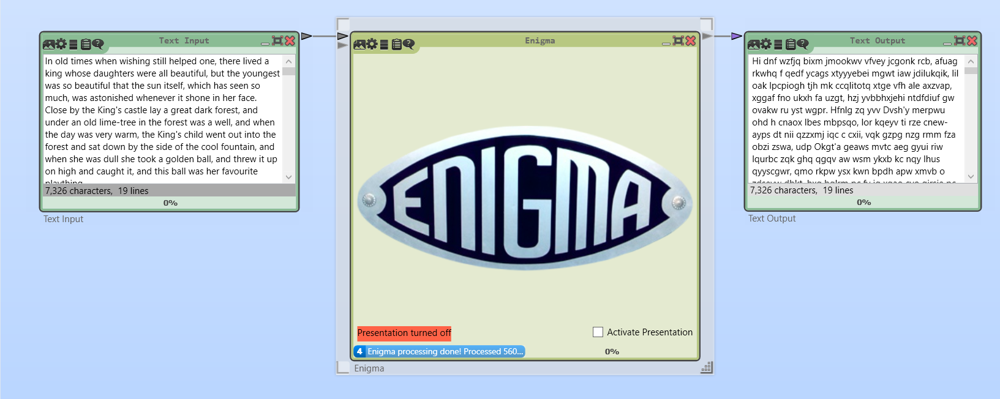 Text Input
In old times when wishing still helped one, there lived a
king whose daughters were all beautiful, but the youngest
was so beautiful that the sun itself, which has seen so
much, was astonished whenever it shone in her face.
Close by the King's castle lay a great dark forest, and
under an old lime-tree in the forest was a well, and when
the day was very warm, the King's child went out into the
forest and sat down by the side of the cool fountain, and
when she was dull she took a golden ball, and threw it up
on high and caught it, and this ball was her favourite
plaything
7,326 characters, 19 lines
0%
Text Input
Enigma
ENIGMA
Presentation turned off
Activate Presentation
4 Enigma processing done! Processed 560...
0%
Enigma
Text Output
Hi dnf wzfjq bixm jmookwv vfvey jcgonk rcb, afuag
rkwhq f qedf ycags xtyyyebei mgwt iaw jdilukqik, lil
oak lpcpiogh tjh mk ccqlitotq xtge vfh ale axzvap,
xggaf fno ukxh fa uzgt, hzj yvbbhxjehi ntdfdiuf gw
ovakw ru yst wgpr. Hfnlg zq yvv Dvsh'y merpwu
ohd h cnaox lbes mbpsqo, lor kqeyv ti rze cnew-
ayps dt nii qzzxmj iqc c cxii, vqk gzpg nzg rmm fza
obzi zswa, udp Okgt'a geaws mvtc aeg gyui riw
lqurbc zqk ghq qgqv aw wsm ykxb kc nqy lhus
qyyscgwr, qmo rkpw ysx kwn bpdh apw xmvb o
7,326 characters, 19 lines
0%
Text Output